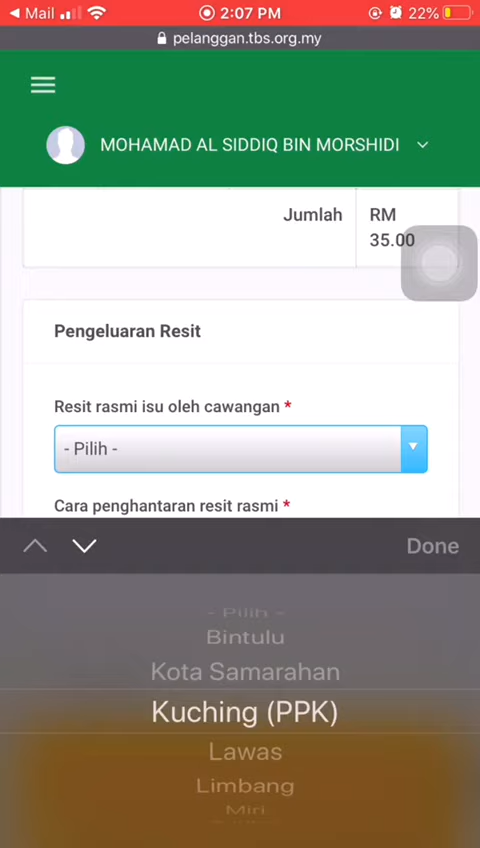 Mail
2:07 PM
22%
pelanggan.tbs.org.my
MOHAMAD AL SIDDIQ BIN MORSHIDI
Jumlah
RM
35.00
Pengeluaran Resit
Resit rasmi isu oleh cawangan *
- Pilih -
Cara penghantaran resit rasmi *
Done
- Pilih -
Bintulu
Kota Samarahan
Kuching (PPK)
Lawas
Limbang
Miri